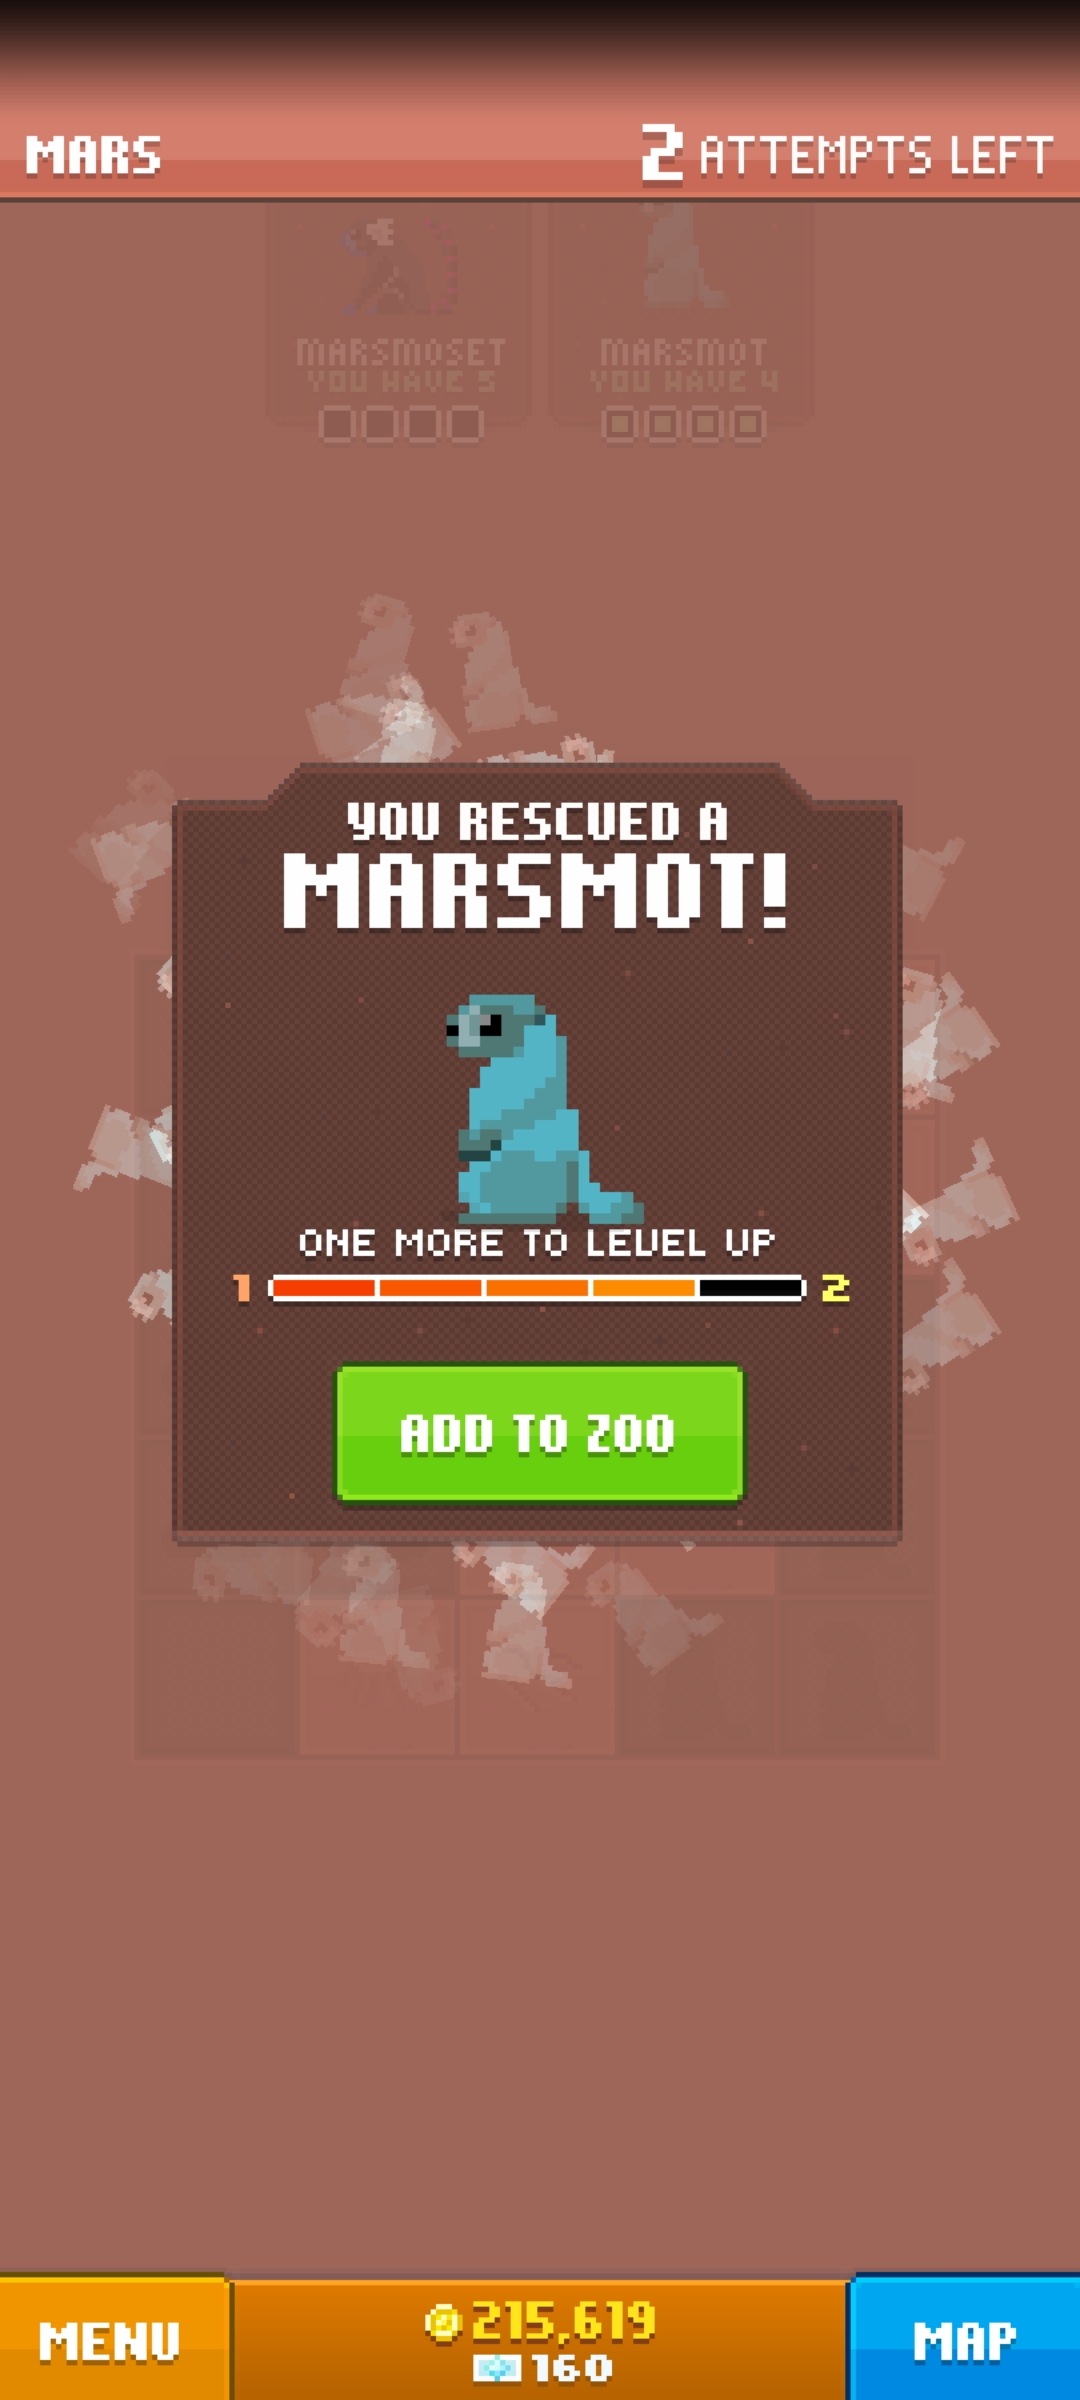 MARS
2 ATTEMPTS LEFT
MARSMOSET
YOU HAVE 5
MARSMOT
YOU HAVE 4
YOU RESCUED A
MARSMOT!
ONE MORE TO LEVEL UP
1 2
ADD TO ZOO
MENU
215,619
160
MAP